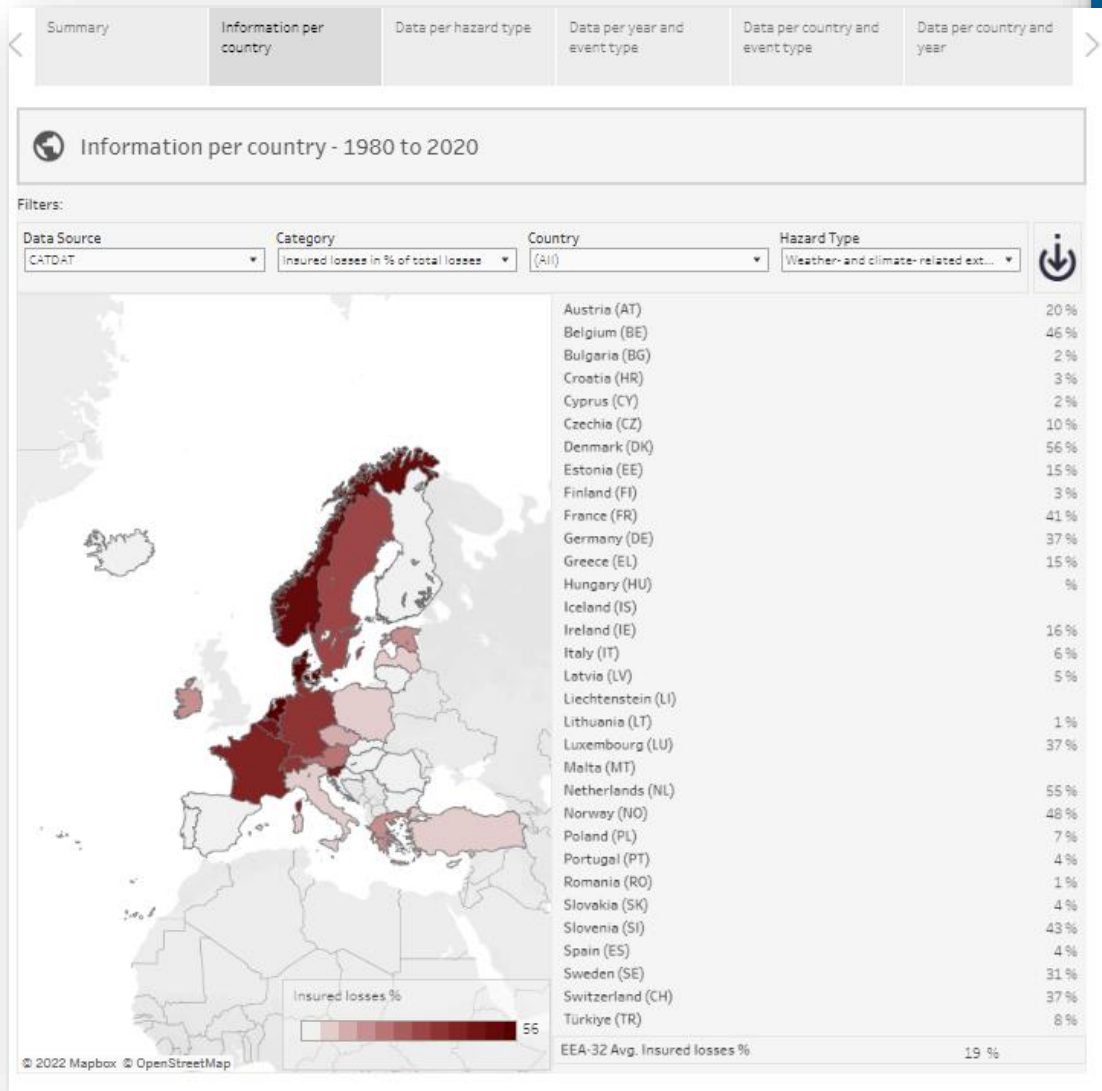 Summary
Information per
country
Data per hazard type
Data per year and
event type
Data per country and
event type
Data per country and
year
Information per country - 1980 to 2020
Filters:
Data Source
Category
Country
Hazard Type
CATDAT
Insured losses in % of total losses
(All)
Weather- and climate- related ext...
Austria (AT) 20 %
Belgium (BE) 46 %
Bulgaria (BG) 2 %
Croatia (HR) 3 %
Cyprus (CY) 2 %
Czechia (CZ) 10 %
Denmark (DK) 56 %
Estonia (EE) 15 %
Finland (FI) 3 %
France (FR) 41 %
Germany (DE) 37 %
Greece (EL) 15 %
Hungary (HU) %
Iceland (IS)
Ireland (IE) 16 %
Italy (IT) 6 %
Latvia (LV) 5 %
Liechtenstein (LI)
Lithuania (LT) 1 %
Luxembourg (LU) 37 %
Malta (MT)
Netherlands (NL) 55 %
Norway (NO) 48 %
Poland (PL) 7 %
Portugal (PT) 4 %
Romania (RO) 1 %
Slovakia (SK) 4 %
Slovenia (SI) 43 %
Spain (ES) 4 %
Sweden (SE) 31 %
Switzerland (CH) 37 %
Türkiye (TR) 8 %
EEA-32 Avg. Insured losses % 19 %
Insured losses %
56
© 2022 Mapbox © OpenStreetMap